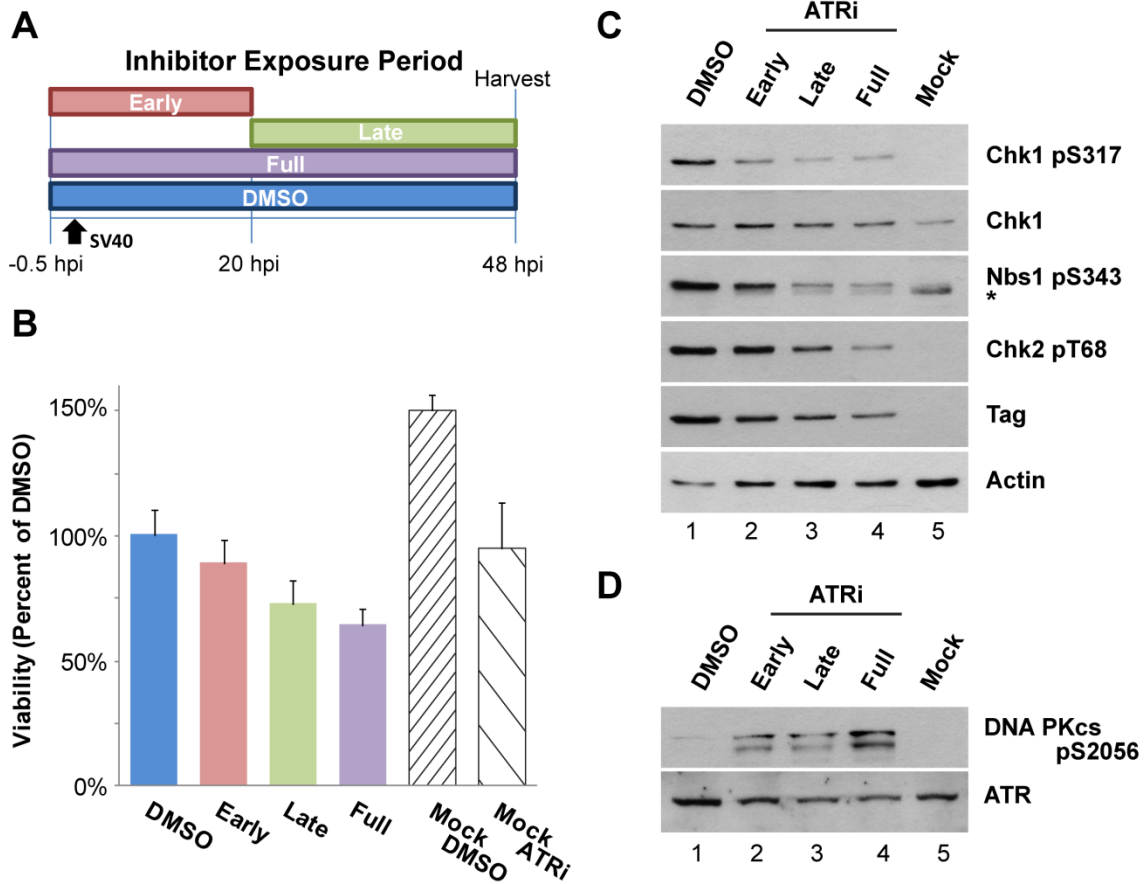 A
Inhibitor Exposure Period
Harvest
Early
Late
Full
DMSO
SV40
-0.5 hpi
20 hpi
48 hpi
B
Viability (Percent of DMSO)
150%
100%
50%
0%
DMSO
Early
Late
Full
Mock DMSO
Mock ATRi
C
ATRi
DMSO
Early
Late
Full
Mock
Chk1 pS317
Chk1
Nbs1 pS343
*
Chk2 pT68
Tag
Actin
1 2 3 4 5
D
ATRi
DMSO
Early
Late
Full
Mock
DNA PKcs
pS2056
ATR
1 2 3 4 5